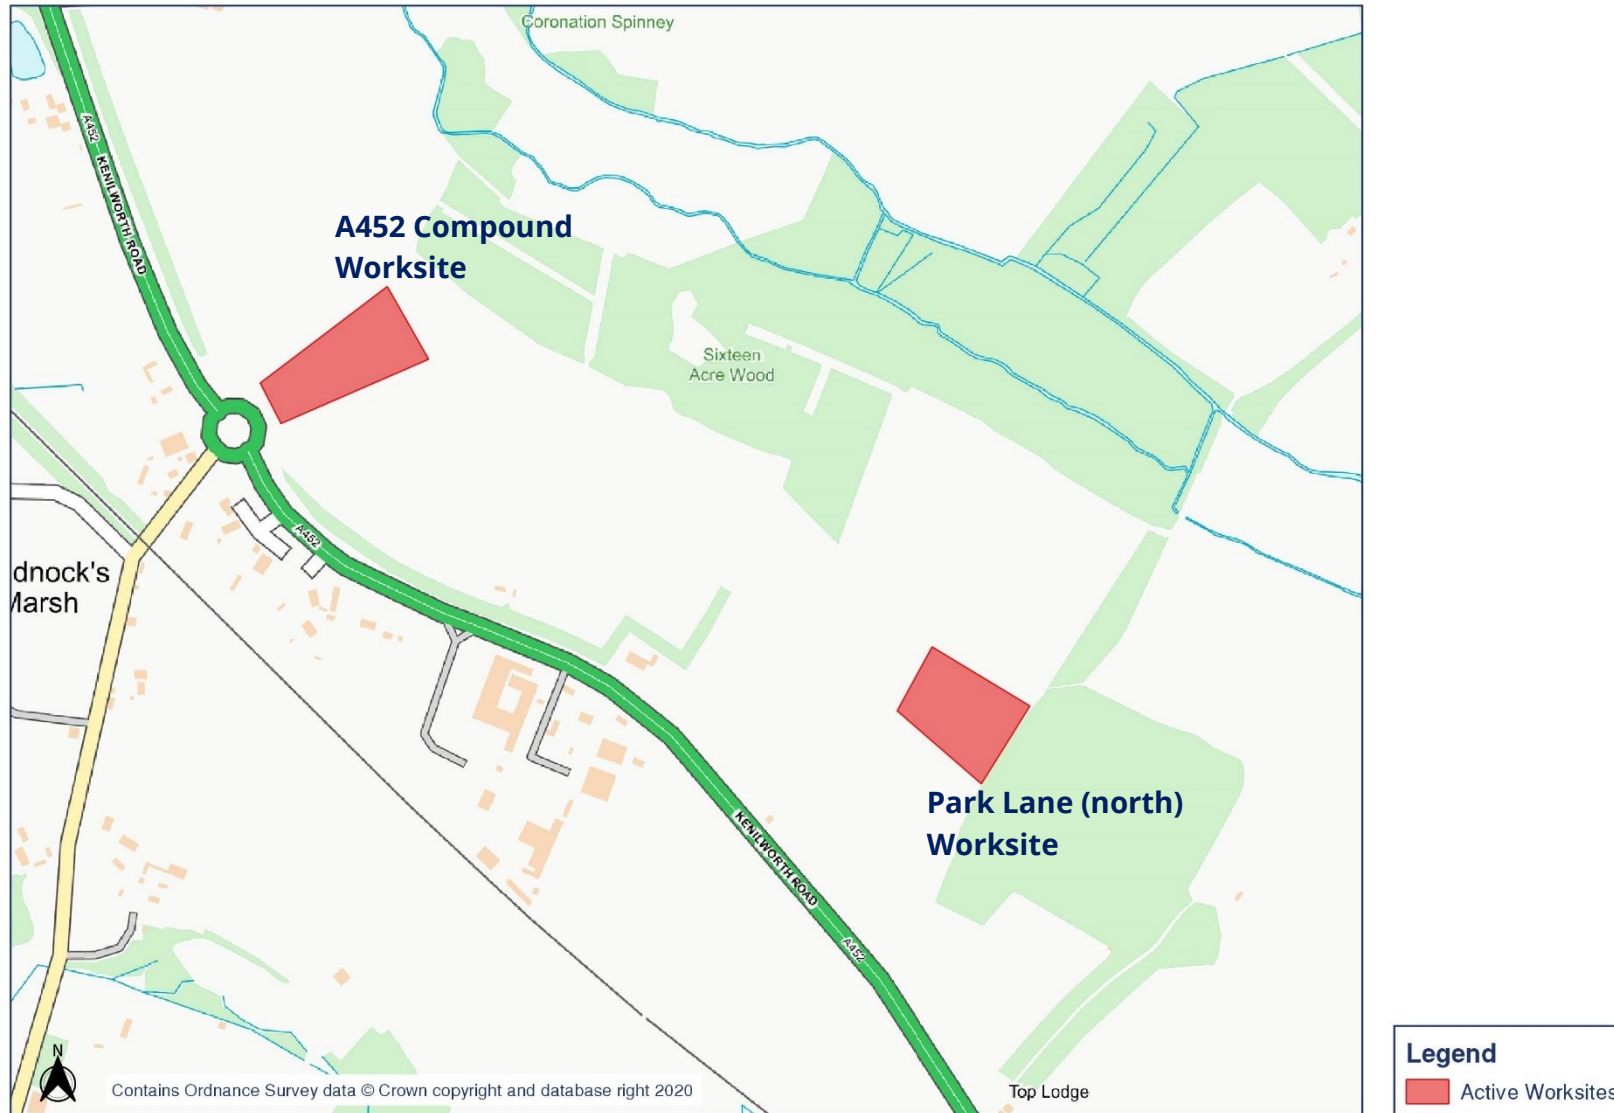 Coronation Spinney
A452
KENILWORTH ROAD
A452 Compound
Worksite
Sixteen
Acre Wood
A452
dnock's
Marsh
Park Lane (north)
Worksite
KENILWORTH ROAD
A452
N
Contains Ordnance Survey data © Crown copyright and database right 2020
Top Lodge
Legend
Active Worksites